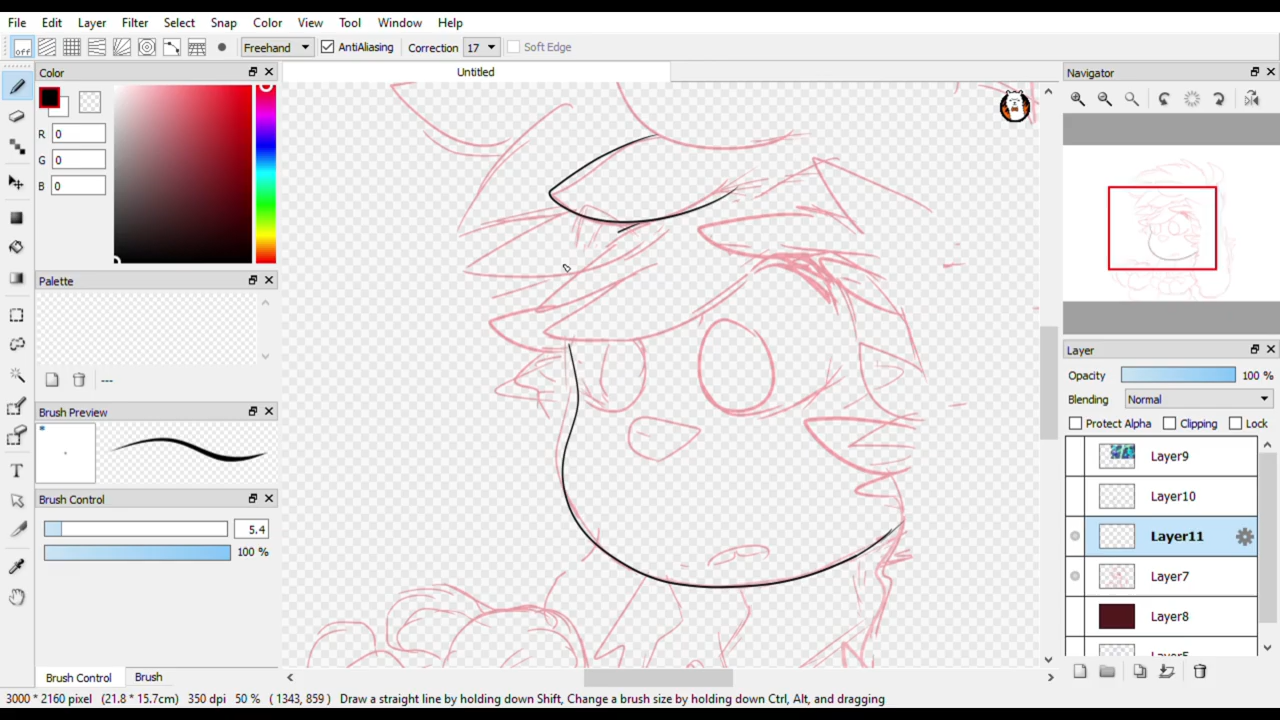 File Edit Layer Filter Select Snap Color View Tool Window Help
off Freehand AntiAliasing Correction 17 Soft Edge
Color
Untitled
Navigator
R 0
G 0
B 0
Palette
---
Brush Preview
Brush Control
5.4
100 %
Layer
Opacity 100 %
Blending Normal
Protect Alpha Clipping Lock
Layer9
Layer10
Layer11
Layer7
Layer8
Brush Control Brush
3000 * 2160 pixel (21.8 * 15.7cm) 350 dpi 50 % ( 1343, 859 ) Draw a straight line by holding down Shift, Change a brush size by holding down Ctrl, Alt, and dragging